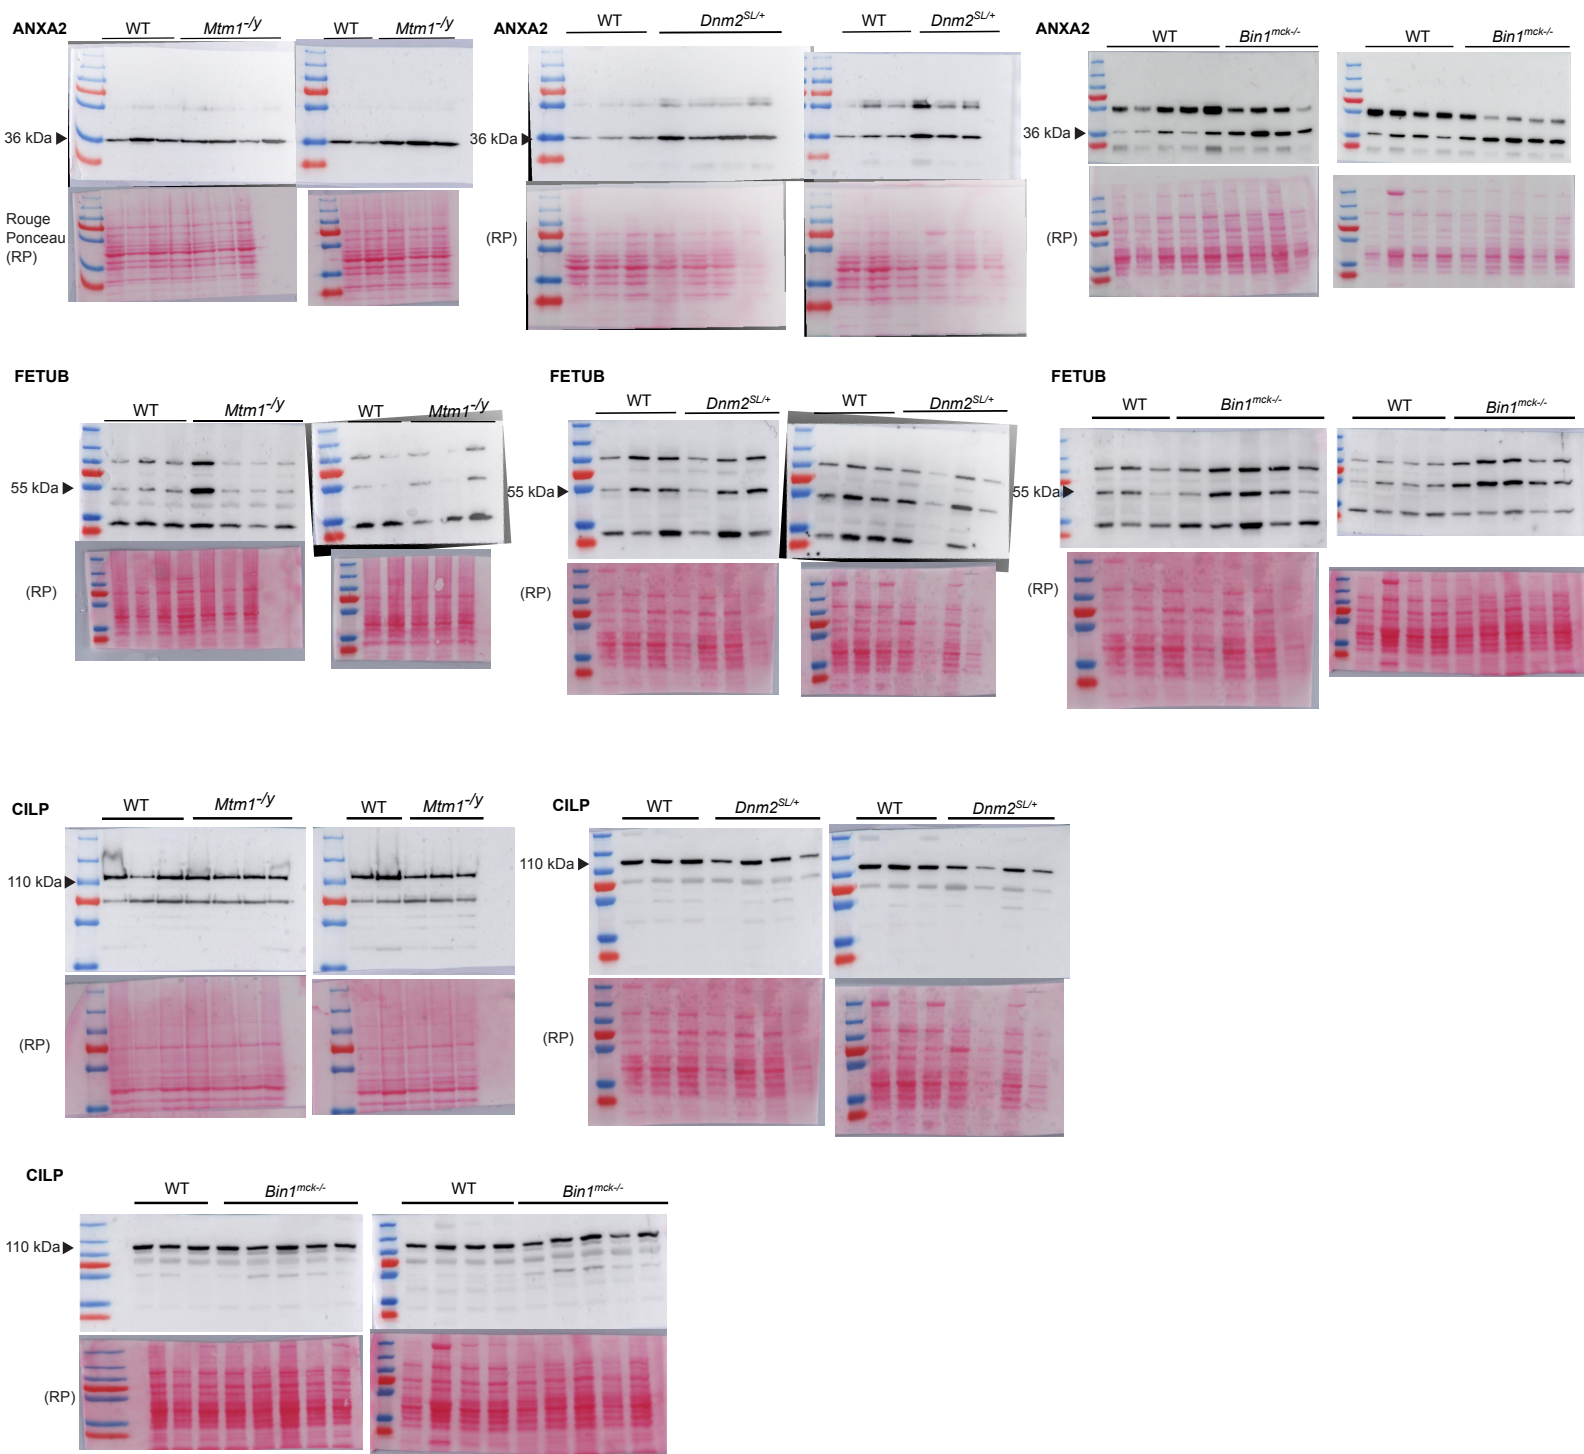 ANXA2 WT Mtm1-/y WT Mtm1-/y
36 kDa
Rouge
Ponceau
(RP)
ANXA2 WT Dnm2SL/+ WT Dnm2SL/+
36 kDa
(RP)
ANXA2 WT Bin1mck-/- WT Bin1mck-/-
36 kDa
(RP)
FETUB
WT Mtm1-/y WT Mtm1-/y
55 kDa
(RP)
FETUB
WT Dnm2SL/+ WT Dnm2SL/+
55 kDa
(RP)
FETUB
WT Bin1mck-/- WT Bin1mck-/-
55 kDa
(RP)
CILP WT Mtm1-/y WT Mtm1-/y
110 kDa
(RP)
CILP WT Dnm2SL/+ WT Dnm2SL/+
110 kDa
(RP)
CILP
WT Bin1mck-/- WT Bin1mck-/-
110 kDa
(RP)